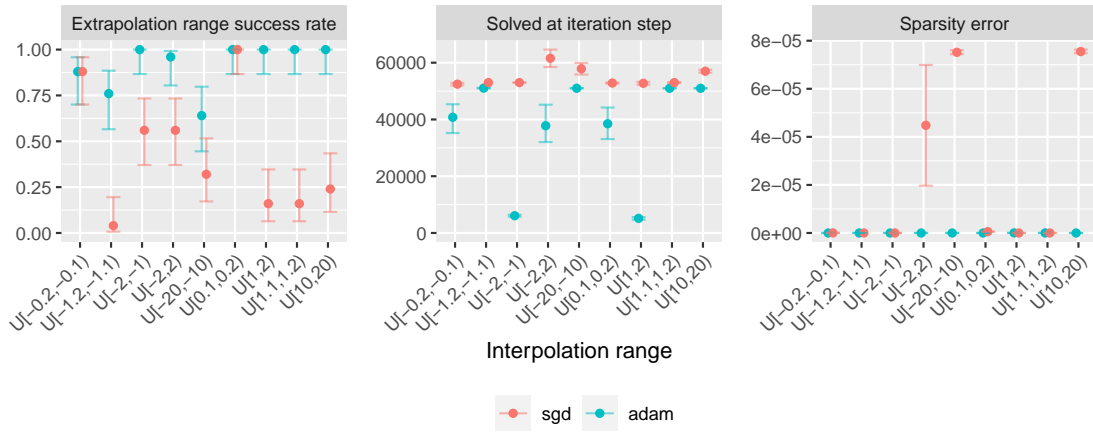 Extrapolation range success rate
Solved at iteration step
Sparsity error
1.00
0.75
0.50
0.25
0.00
U[−0.2,−0.1)
U[−1.2,−1.1)
U[−2,−1)
U[−2,2)
U[−20,−10)
U[0.1,0.2)
U[1,2)
U[1.1,1.2)
U[10,20)
60000
40000
20000
0
U[−0.2,−0.1)
U[−1.2,−1.1)
U[−2,−1)
U[−2,2)
U[−20,−10)
U[0.1,0.2)
U[1,2)
U[1.1,1.2)
U[10,20)
8e−05
6e−05
4e−05
2e−05
0e+00
U[−0.2,−0.1)
U[−1.2,−1.1)
U[−2,−1)
U[−2,2)
U[−20,−10)
U[0.1,0.2)
U[1,2)
U[1.1,1.2)
U[10,20)
Interpolation range
sgd adam